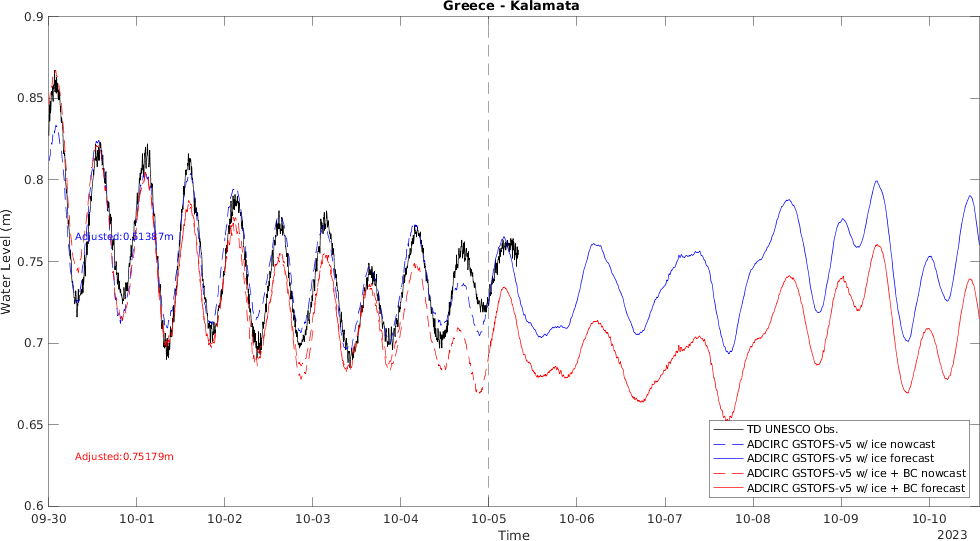 Greece - Kalamata
0.9
0.85
0.8
0.75
0.7
0.65
0.6
Water Level (m)
Adjusted:0.61387m
Adjusted:0.75179m
TD UNESCO Obs.
ADCIRC GSTOFS-v5 w/ ice nowcast
ADCIRC GSTOFS-v5 w/ ice forecast
ADCIRC GSTOFS-v5 w/ ice + BC nowcast
ADCIRC GSTOFS-v5 w/ ice + BC forecast
09-30 10-01 10-02 10-03 10-04 10-05 10-06 10-07 10-08 10-09 10-10
Time
2023